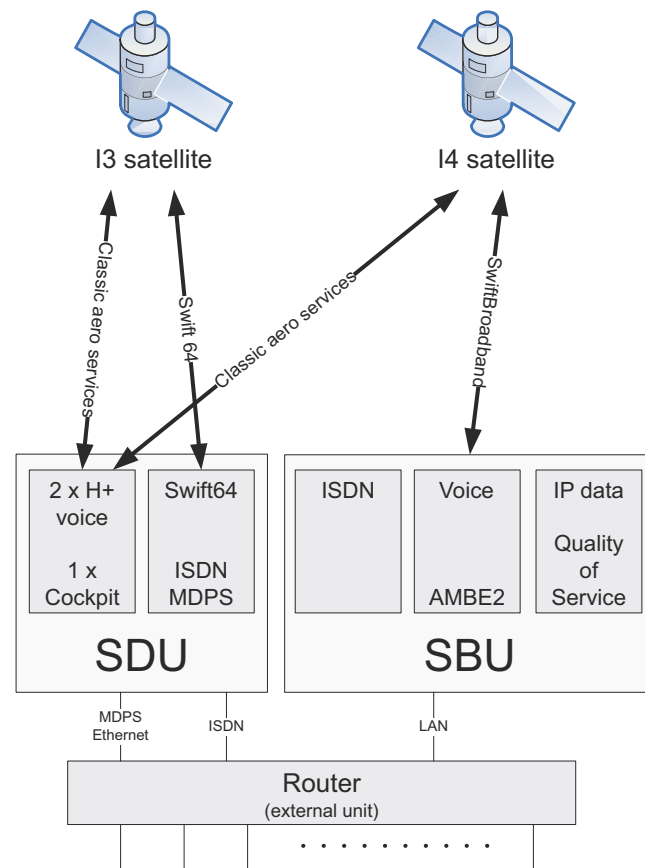 I3 satellite
I4 satellite
Classic aero services
Swift 64
Classic aero services
SwiftBroadband
2 x H+
voice
1 x
Cockpit
Swift64
ISDN
MDPS
SDU
ISDN
Voice
AMBE2
IP data
Quality
of
Service
SBU
MDPS
Ethernet
ISDN
LAN
Router
(external unit)